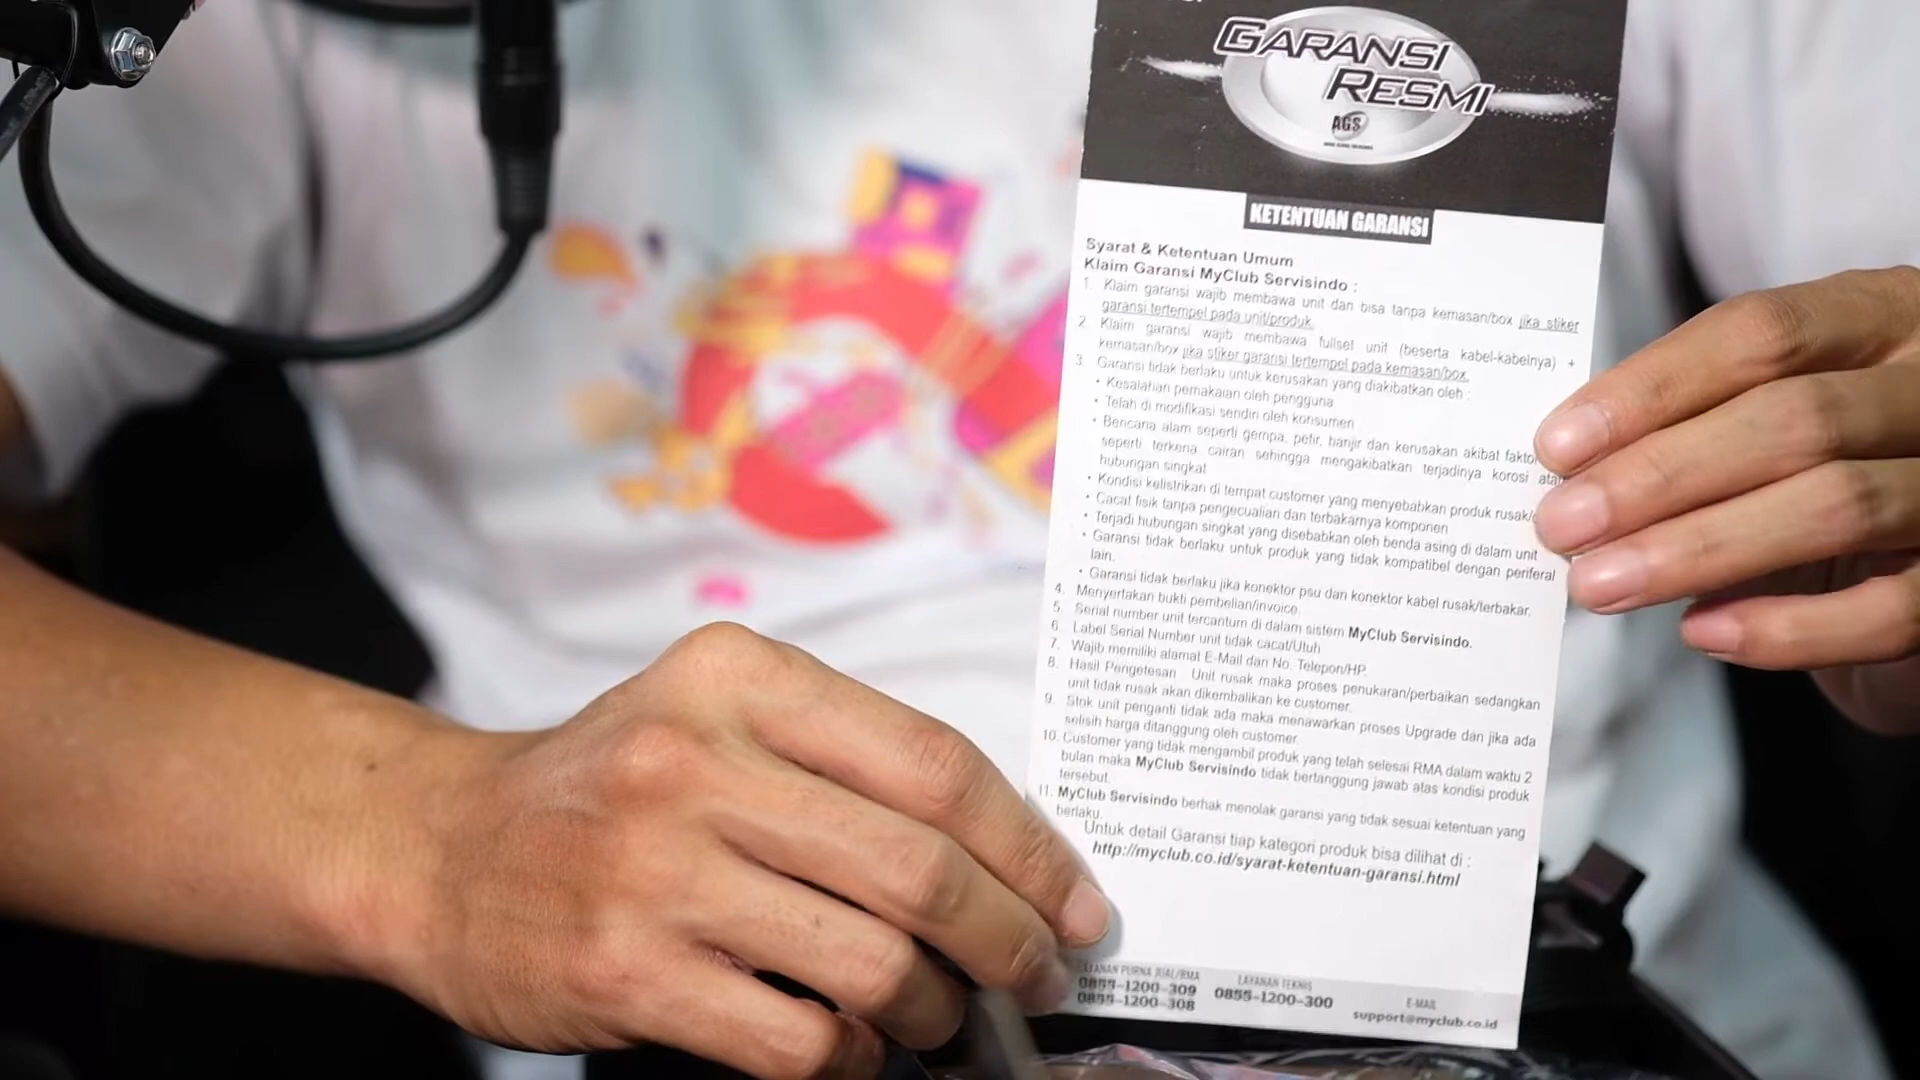 GARANSI
RESMI
AGS
KETENTUAN GARANSI
Syarat & Ketentuan Umum
Klaim Garansi MyClub Servisindo :
1. Klaim garansi wajib membawa unit dan bisa tanpa kemasan/box jika stiker
garansi tertempel pada unit/produk.
2. Klaim garansi wajib membawa fullset unit (beserta kabel-kabelnya) +
kemasan/box jika stiker garansi tertempel pada kemasan/box.
3. Garansi tidak berlaku untuk kerusakan yang diakibatkan oleh :
• Kesalahan pemakaian oleh pengguna
• Telah di modifikasi sendiri oleh konsumen
• Bencana alam seperti gempa, petir, banjir dan kerusakan akibat fakto
seperti terkena cairan sehingga mengakibatkan terjadinya korosi ata
hubungan singkat
• Kondisi kelistrikan di tempat customer yang menyebabkan produk rusak/
• Cacat fisik tanpa pengecualian dan terbakarnya komponen
• Terjadi hubungan singkat yang disebabkan oleh benda asing di dalam unit
• Garansi tidak berlaku untuk produk yang tidak kompatibel dengan periferal
lain.
• Garansi tidak berlaku jika konektor psu dan konektor kabel rusak/terbakar.
4. Menyertakan bukti pembelian/invoice.
5. Serial number unit tercantum di dalam sistem MyClub Servisindo.
6. Label Serial Number unit tidak cacat/Utuh
7. Wajib memiliki alamat E-Mail dan No. Telepon/HP.
8. Hasil Pengetesan Unit rusak maka proses penukaran/perbaikan sedangkan
unit tidak rusak akan dikembalikan ke customer.
9. Stok unit penganti tidak ada maka menawarkan proses Upgrade dan jika ada
selisih harga ditanggung oleh customer.
10. Customer yang tidak mengambil produk yang telah selesai RMA dalam waktu 2
bulan maka MyClub Servisindo tidak bertanggung jawab atas kondisi produk
tersebut.
11. MyClub Servisindo berhak menolak garansi yang tidak sesuai ketentuan yang
berlaku.
Untuk detail Garansi tiap kategori produk bisa dilihat di :
http://myclub.co.id/syarat-ketentuan-garansi.html
LAYANAN PURNA JUAL/RMA
0855-1200-309
0855-1200-308
LAYANAN TEKNIS
0855-1200-300
E-MAIL
support@myclub.co.id